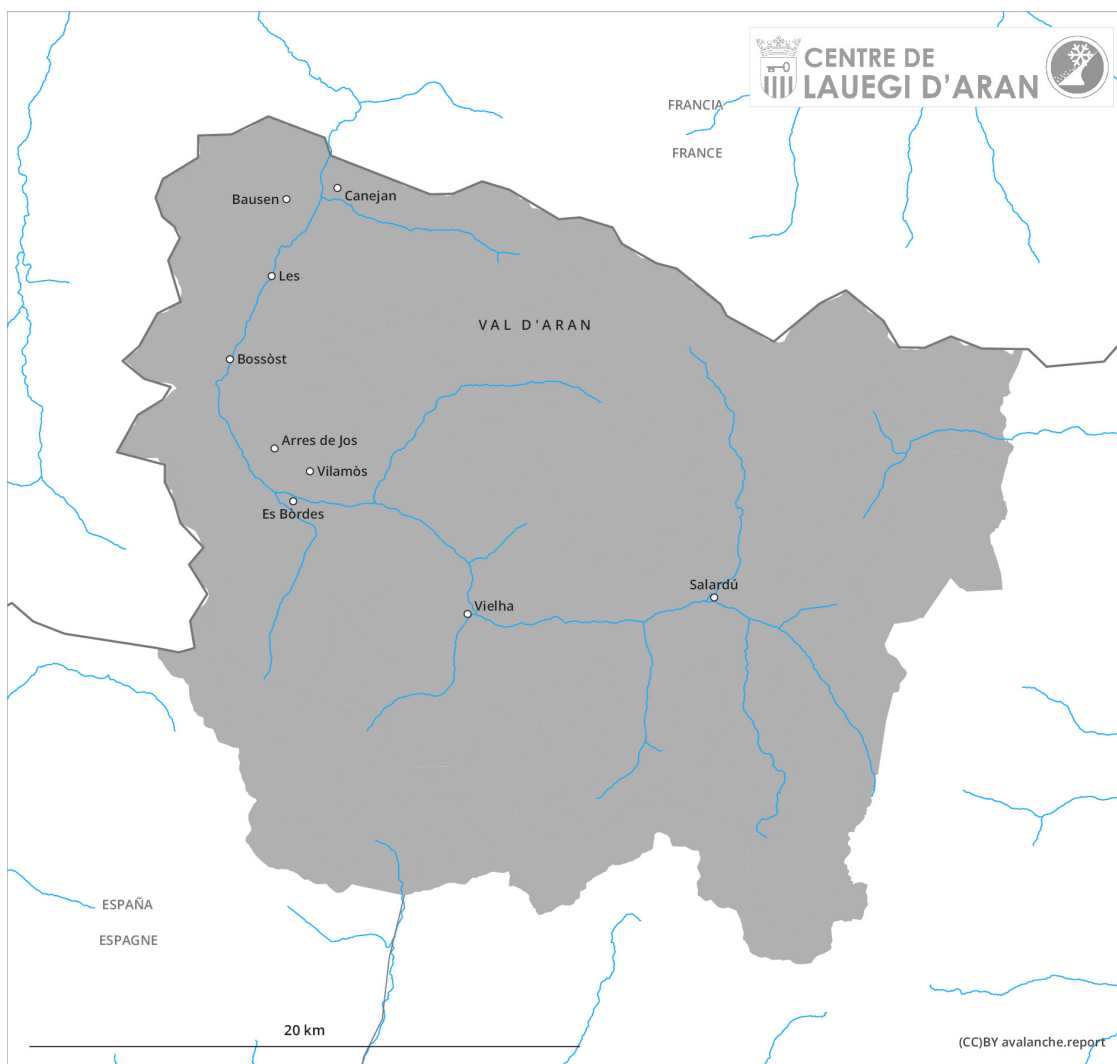 CENTRE DE
LAUEGI D'ARAN
FRANCIA
FRANCE
Canejan
Bausen
Les
VAL D'ARAN
Bossòst
Arres de Jos
Vilamòs
Es Bòrdes
Salardú
Vielha
ESPAÑA
ESPAGNE
20 km
(CC)BY avalanche.report